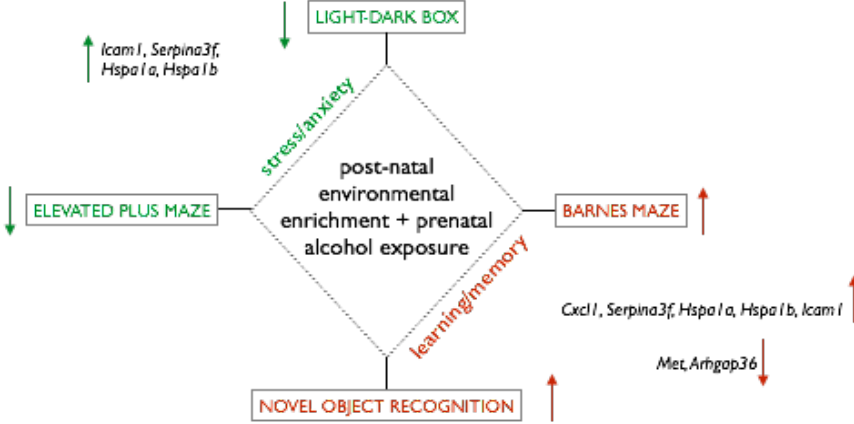 LIGHT-DARK BOX
Icam1, Serpina3f,
Hspa1a, Hspa1b
stress/anxiety
post-natal
environmental
enrichment + prenatal
alcohol exposure
ELEVATED PLUS MAZE
BARNES MAZE
learning/memory
Cxcl1, Serpina3f, Hspa1a, Hspa1b, Icam1
Met, Arhgap36
NOVEL OBJECT RECOGNITION